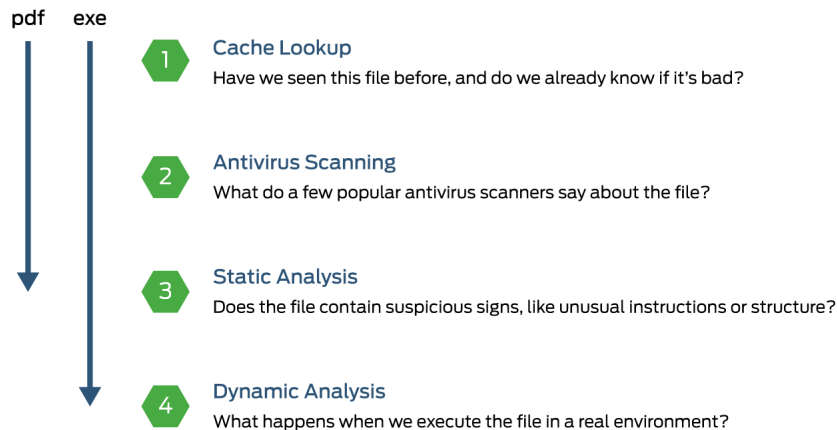 pdf exe
1 Cache Lookup
Have we seen this file before, and do we already know if it's bad?
2 Antivirus Scanning
What do a few popular antivirus scanners say about the file?
3 Static Analysis
Does the file contain suspicious signs, like unusual instructions or structure?
4 Dynamic Analysis
What happens when we execute the file in a real environment?